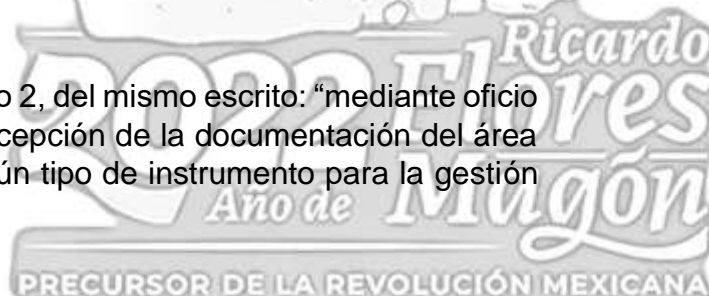 Ricardo
2022 Flores
o 2, del mismo escrito: “mediante oficio
cepción de la documentación del área
ún tipo de instrumento para la gestión
Año de Magón
PRECURSOR DE LA REVOLUCIÓN MEXICANA